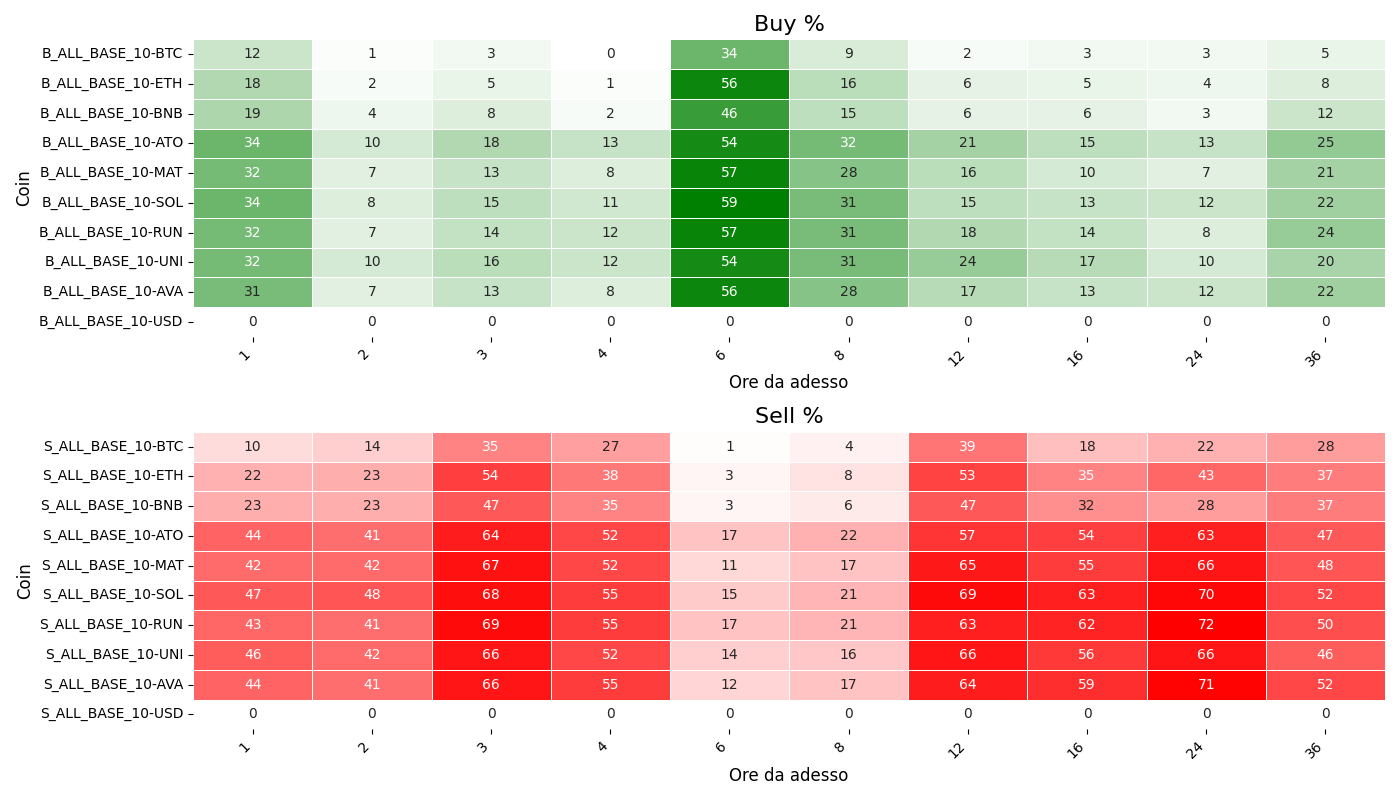 Buy %
B_ALL_BASE_10-BTC 12 1 3 0 34 9 2 3 3 5
B_ALL_BASE_10-ETH 18 2 5 1 56 16 6 5 4 8
B_ALL_BASE_10-BNB 19 4 8 2 46 15 6 6 3 12
B_ALL_BASE_10-ATO 34 10 18 13 54 32 21 15 13 25
B_ALL_BASE_10-MAT 32 7 13 8 57 28 16 10 7 21
B_ALL_BASE_10-SOL 34 8 15 11 59 31 15 13 12 22
B_ALL_BASE_10-RUN 32 7 14 12 57 31 18 14 8 24
B_ALL_BASE_10-UNI 32 10 16 12 54 31 24 17 10 20
B_ALL_BASE_10-AVA 31 7 13 8 56 28 17 13 12 22
B_ALL_BASE_10-USD 0 0 0 0 0 0 0 0 0 0
Coin
1 2 3 4 6 8 12 16 24 36
Ore da adesso
Sell %
S_ALL_BASE_10-BTC 10 14 35 27 1 4 39 18 22 28
S_ALL_BASE_10-ETH 22 23 54 38 3 8 53 35 43 37
S_ALL_BASE_10-BNB 23 23 47 35 3 6 47 32 28 37
S_ALL_BASE_10-ATO 44 41 64 52 17 22 57 54 63 47
S_ALL_BASE_10-MAT 42 42 67 52 11 17 65 55 66 48
S_ALL_BASE_10-SOL 47 48 68 55 15 21 69 63 70 52
S_ALL_BASE_10-RUN 43 41 69 55 17 21 63 62 72 50
S_ALL_BASE_10-UNI 46 42 66 52 14 16 66 56 66 46
S_ALL_BASE_10-AVA 44 41 66 55 12 17 64 59 71 52
S_ALL_BASE_10-USD 0 0 0 0 0 0 0 0 0 0
Coin
1 2 3 4 6 8 12 16 24 36
Ore da adesso